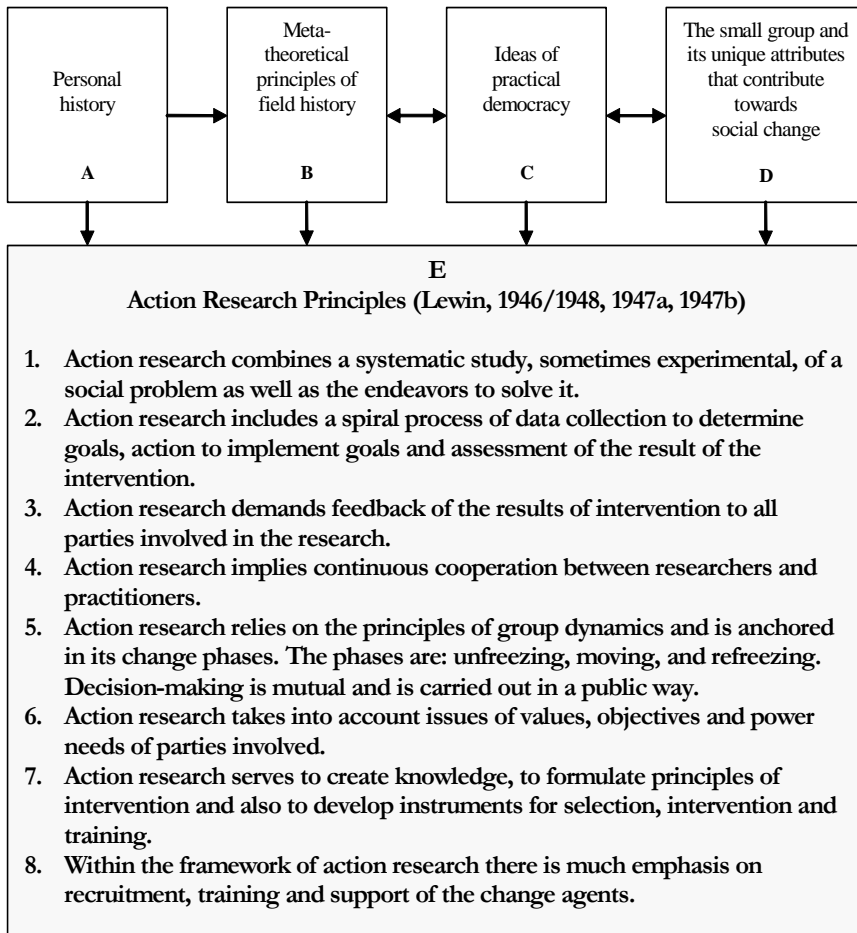 Personal
history
A
Meta-
theoretical
principles of
field history
B
Ideas of
practical
democracy
C
The small group and
its unique attributes
that contribute
towards
social change
D
E
Action Research Principles (Lewin, 1946/1948, 1947a, 1947b)
1. Action research combines a systematic study, sometimes experimental, of a
social problem as well as the endeavors to solve it.
2. Action research includes a spiral process of data collection to determine
goals, action to implement goals and assessment of the result of the
intervention.
3. Action research demands feedback of the results of intervention to all
parties involved in the research.
4. Action research implies continuous cooperation between researchers and
practitioners.
5. Action research relies on the principles of group dynamics and is anchored
in its change phases. The phases are: unfreezing, moving, and refreezing.
Decision-making is mutual and is carried out in a public way.
6. Action research takes into account issues of values, objectives and power
needs of parties involved.
7. Action research serves to create knowledge, to formulate principles of
intervention and also to develop instruments for selection, intervention and
training.
8. Within the framework of action research there is much emphasis on
recruitment, training and support of the change agents.